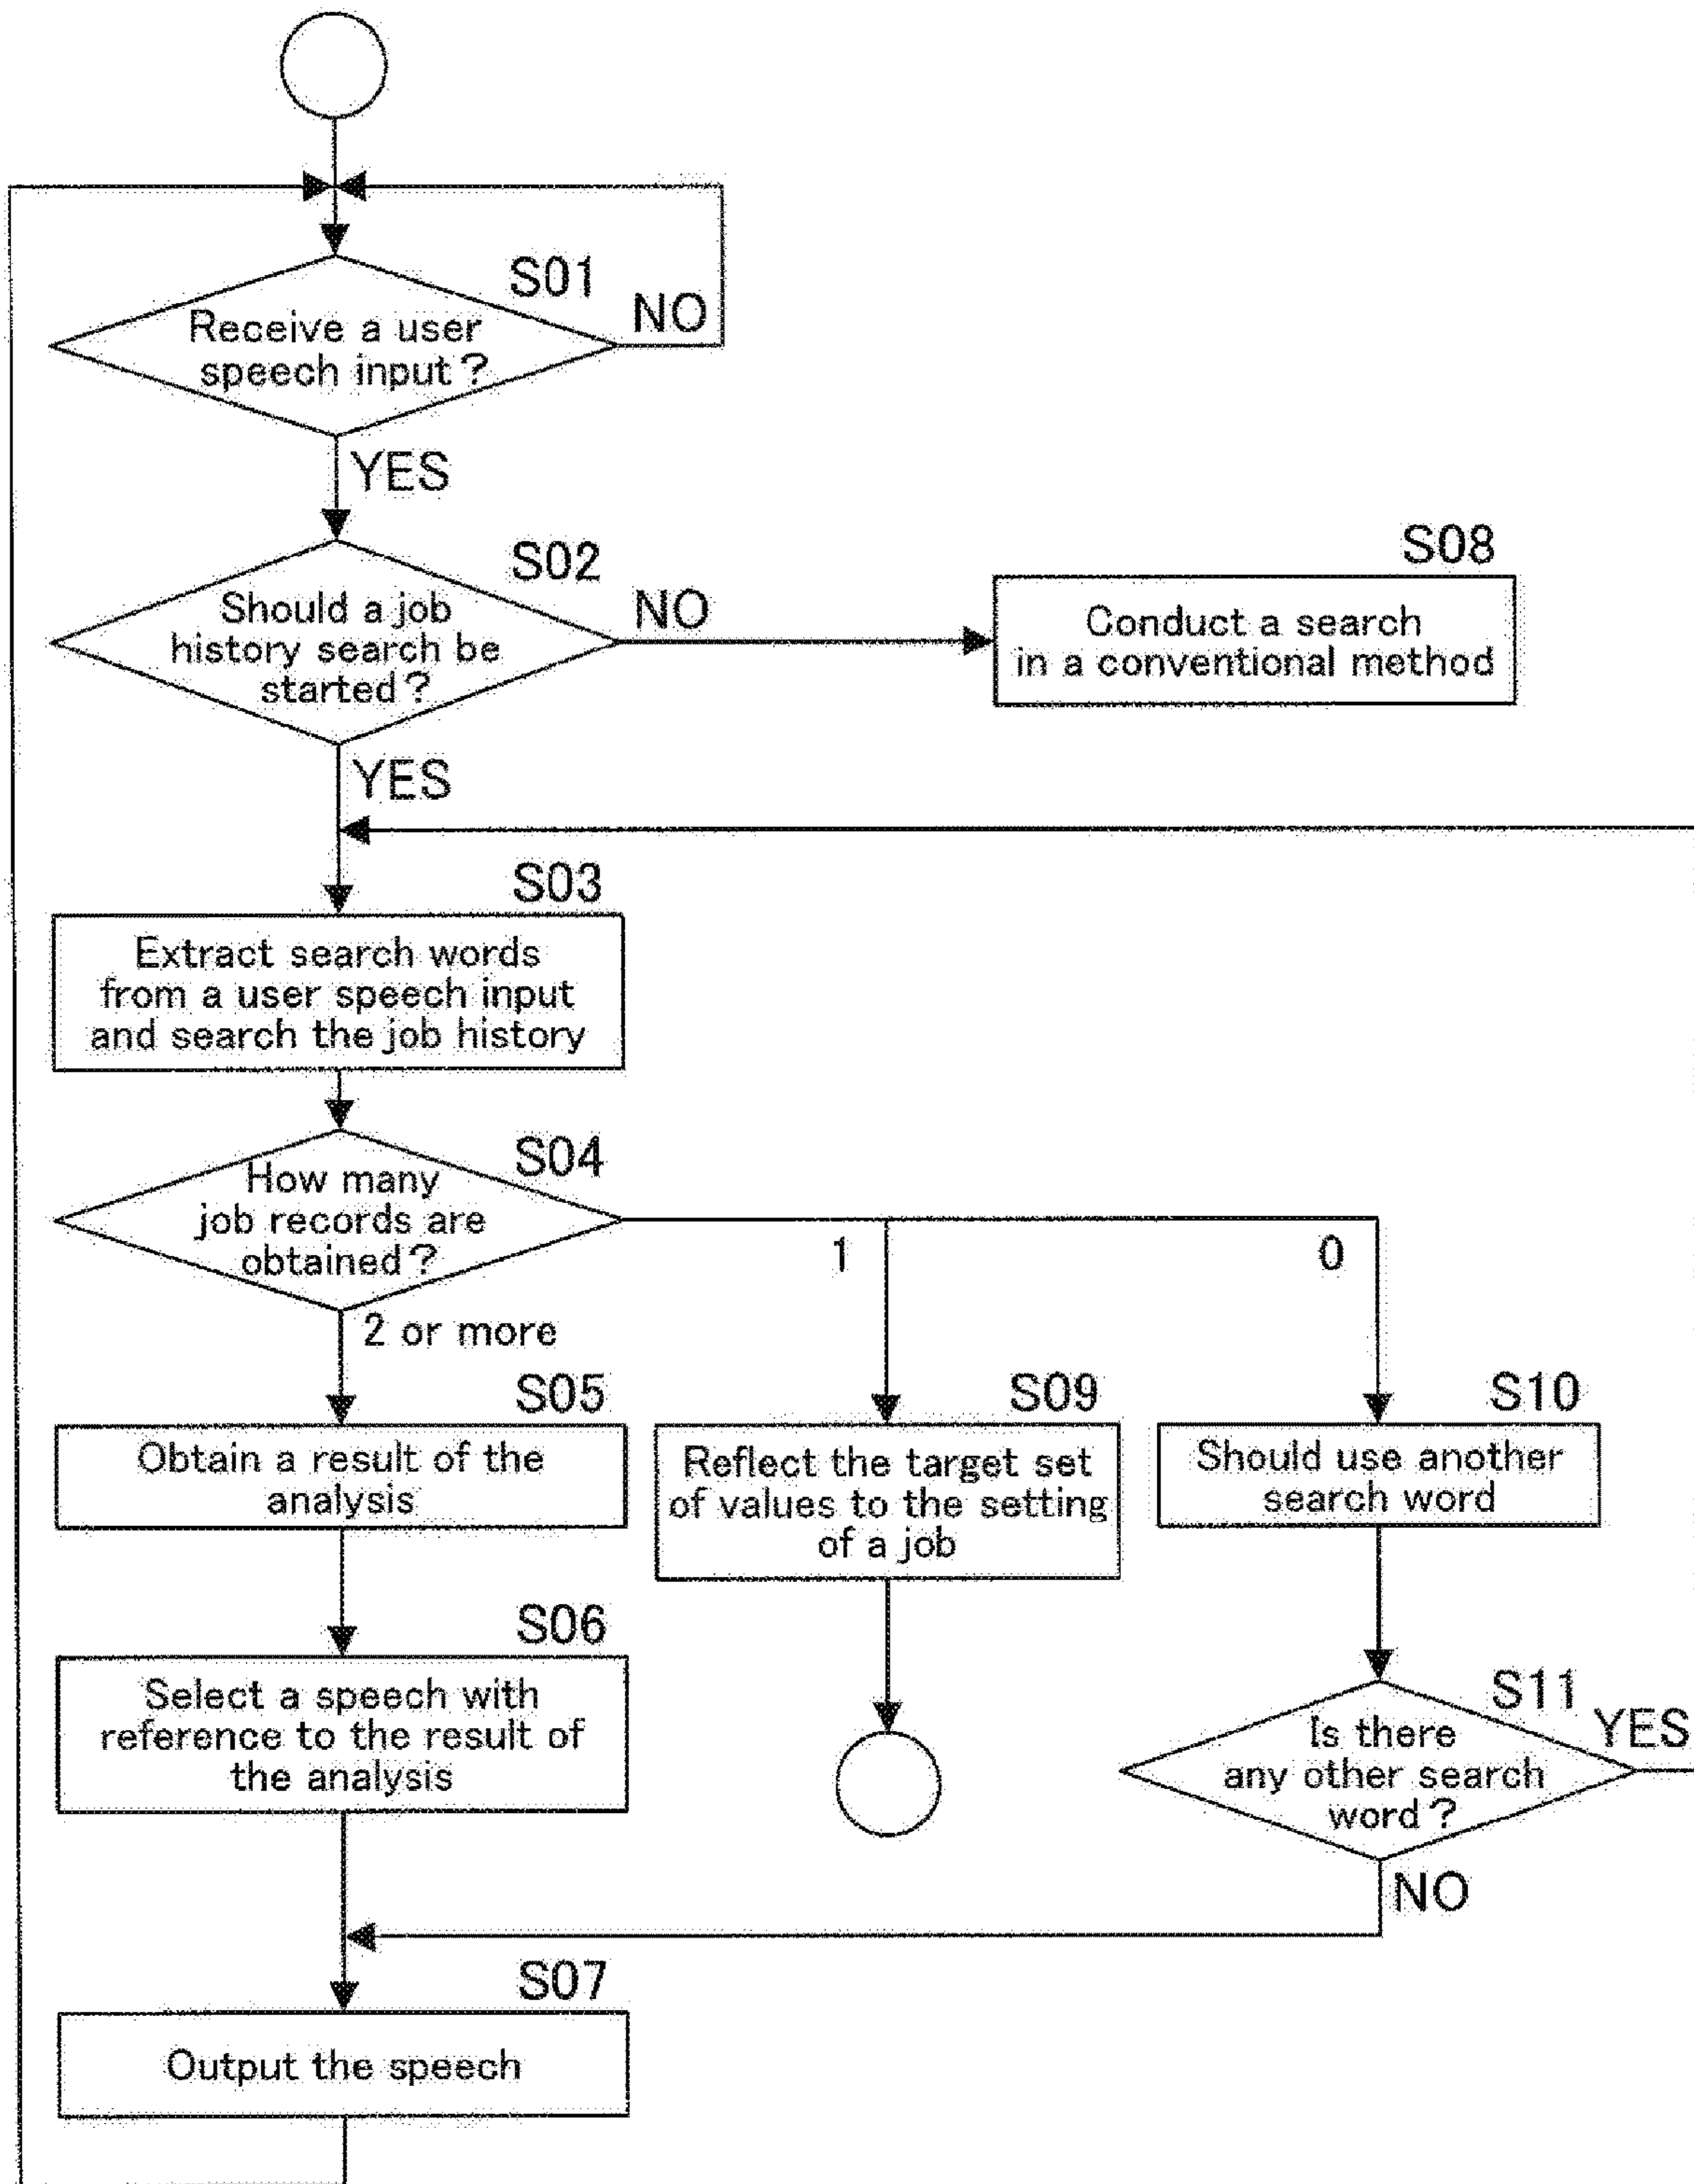 S01
NO
Receive a user
speech input?
YES
S02
NO
Should a job
history search be
started?
S08
Conduct a search
in a conventional method
YES
S03
Extract search words
from a user speech input
and search the job history
S04
How many
job records are
obtained?
1
0
2 or more
S05
Obtain a result of the
analysis
S09
Reflect the target set
of values to the setting
of a job
S10
Should use another
search word
S06
Select a speech with
reference to the result of
the analysis
S11
YES
Is there
any other search
word?
NO
S07
Output the speech